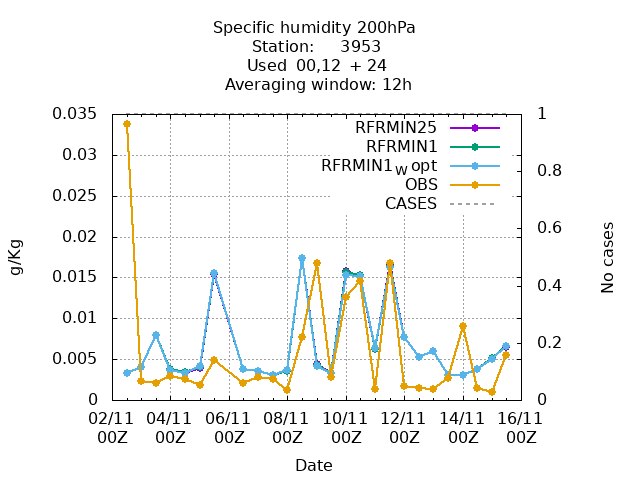 Specific humidity 200hPa
Station: 3953
Used 00,12 + 24
Averaging window: 12h
0.035
0.03
0.025
0.02
0.015
0.01
0.005
0
g/Kg
1
0.8
0.6
0.4
0.2
0
No cases
RFRMIN25
RFRMIN1
RFRMIN1w opt
OBS
CASES
02/11 04/11 06/11 08/11 10/11 12/11 14/11 16/11
00Z 00Z 00Z 00Z 00Z 00Z 00Z 00Z
Date